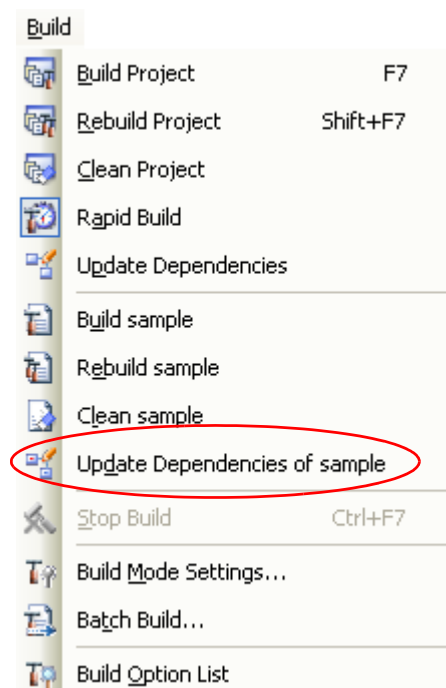 Build
Build Project F7
Rebuild Project Shift+F7
Clean Project
Rapid Build
Update Dependencies
Build sample
Rebuild sample
Clean sample
Update Dependencies of sample
Stop Build Ctrl+F7
Build Mode Settings...
Batch Build...
Build Option List